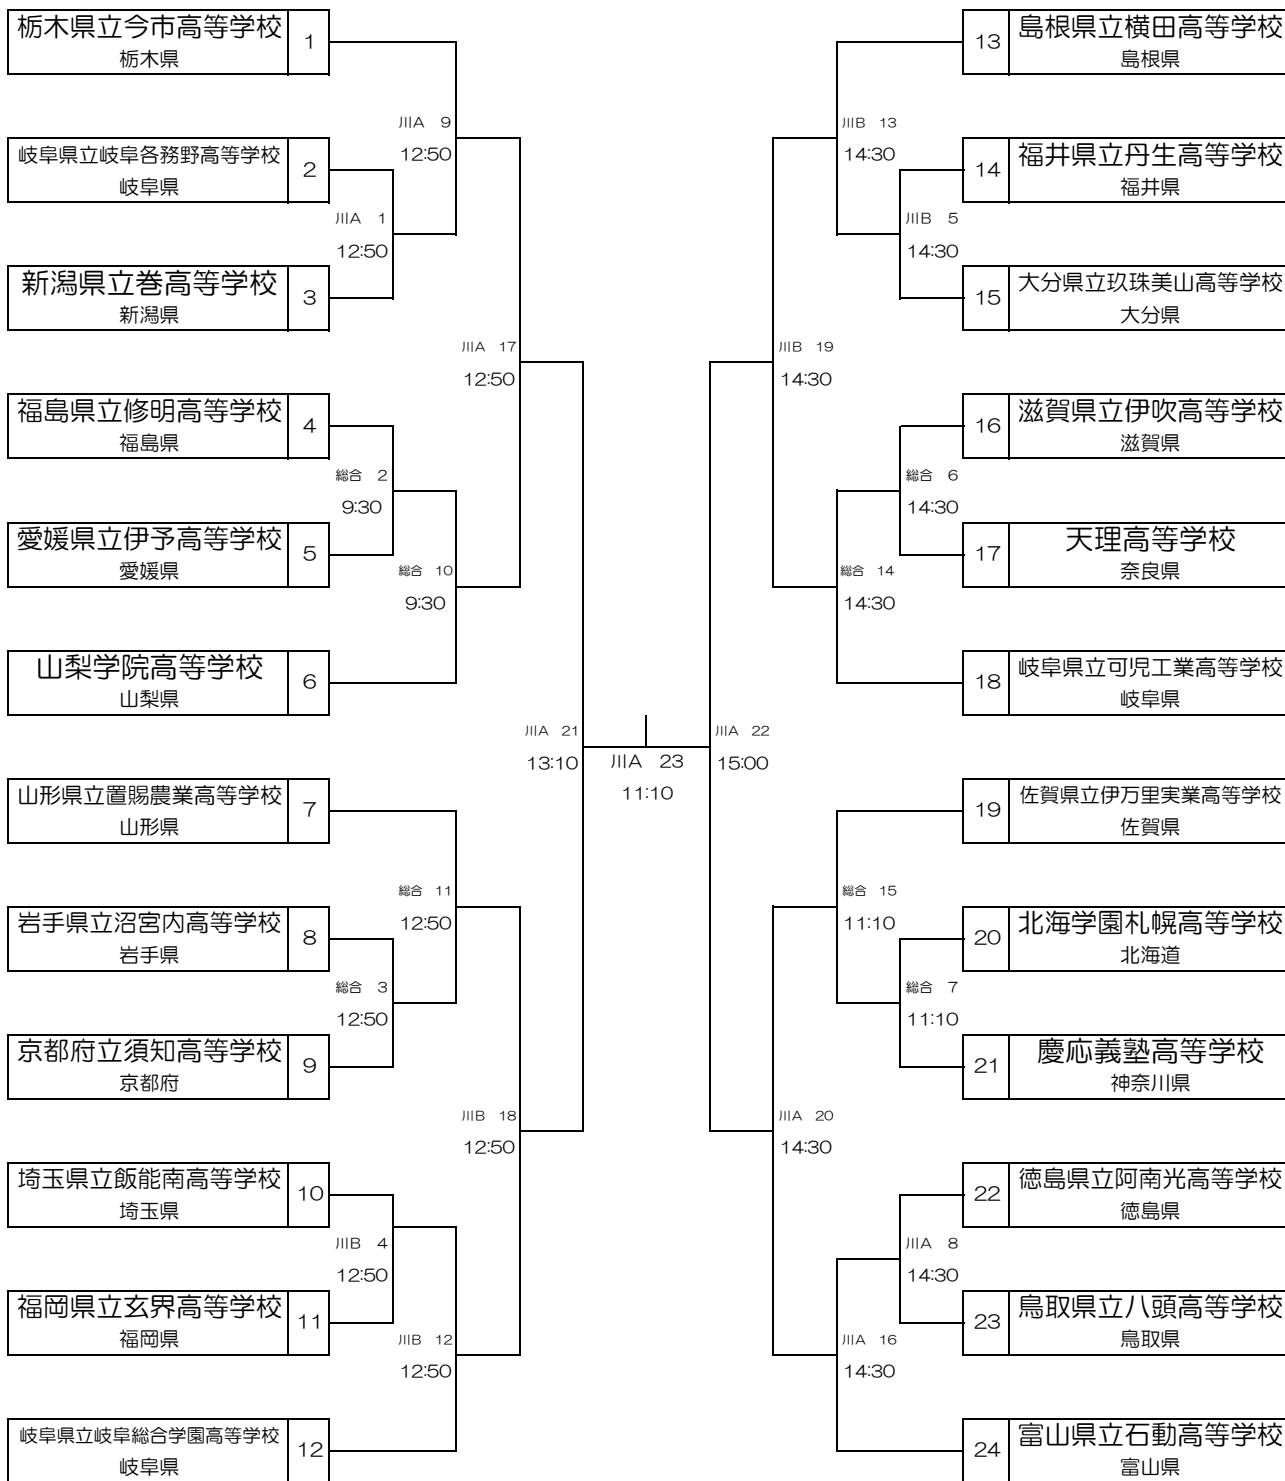 栃木県立今市高等学校
栃木県
1
川A 9
12:50
岐阜県立岐阜各務野高等学校
岐阜県
2
川A 1
12:50
新潟県立巻高等学校
新潟県
3
川A 17
12:50
福島県立修明高等学校
福島県
4
総合 2
9:30
愛媛県立伊予高等学校
愛媛県
5
総合 10
9:30
山梨学院高等学校
山梨県
6
川A 21
13:10
山形県立置賜農業高等学校
山形県
7
総合 11
12:50
岩手県立沼宮内高等学校
岩手県
8
総合 3
12:50
京都府立須知高等学校
京都府
9
川B 18
12:50
埼玉県立飯能南高等学校
埼玉県
10
川B 4
12:50
福岡県立玄界高等学校
福岡県
11
川B 12
12:50
岐阜県立岐阜総合学園高等学校
岐阜県
12
川A 23
11:10
13
島根県立横田高等学校
島根県
川B 13
14:30
14
福井県立丹生高等学校
福井県
川B 5
14:30
15
大分県立玖珠美山高等学校
大分県
川B 19
14:30
16
滋賀県立伊吹高等学校
滋賀県
総合 6
14:30
17
天理高等学校
奈良県
総合 14
14:30
18
岐阜県立可児工業高等学校
岐阜県
川A 22
15:00
19
佐賀県立伊万里実業高等学校
佐賀県
総合 15
11:10
20
北海学園札幌高等学校
北海道
総合 7
11:10
21
慶応義塾高等学校
神奈川県
川A 20
14:30
22
徳島県立阿南光高等学校
徳島県
川A 8
14:30
23
鳥取県立八頭高等学校
鳥取県
川A 16
14:30
24
富山県立石動高等学校
富山県